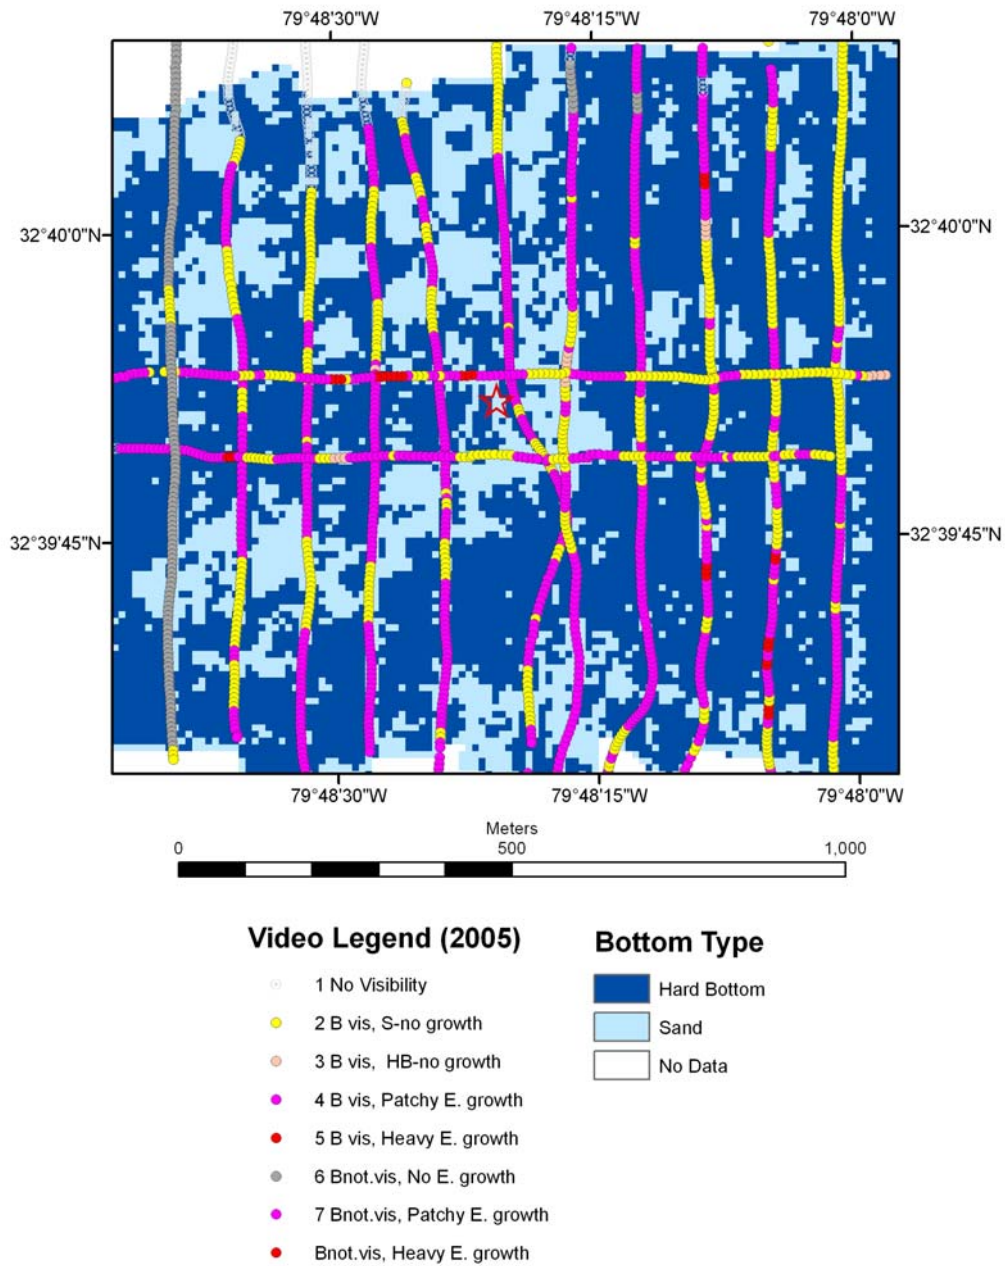 79°48'30"W 79°48'15"W 79°48'0"W
32°40'0"N 32°40'0"N
32°39'45"N 32°39'45"N
79°48'30"W 79°48'15"W 79°48'0"W
Meters
0 500 1,000
Video Legend (2005)
1 No Visibility
2 B vis, S-no growth
3 B vis, HB-no growth
4 B vis, Patchy E. growth
5 B vis, Heavy E. growth
6 Bnot.vis, No E. growth
7 Bnot.vis, Patchy E. growth
Bnot.vis, Heavy E. growth
Bottom Type
Hard Bottom
Sand
No Data